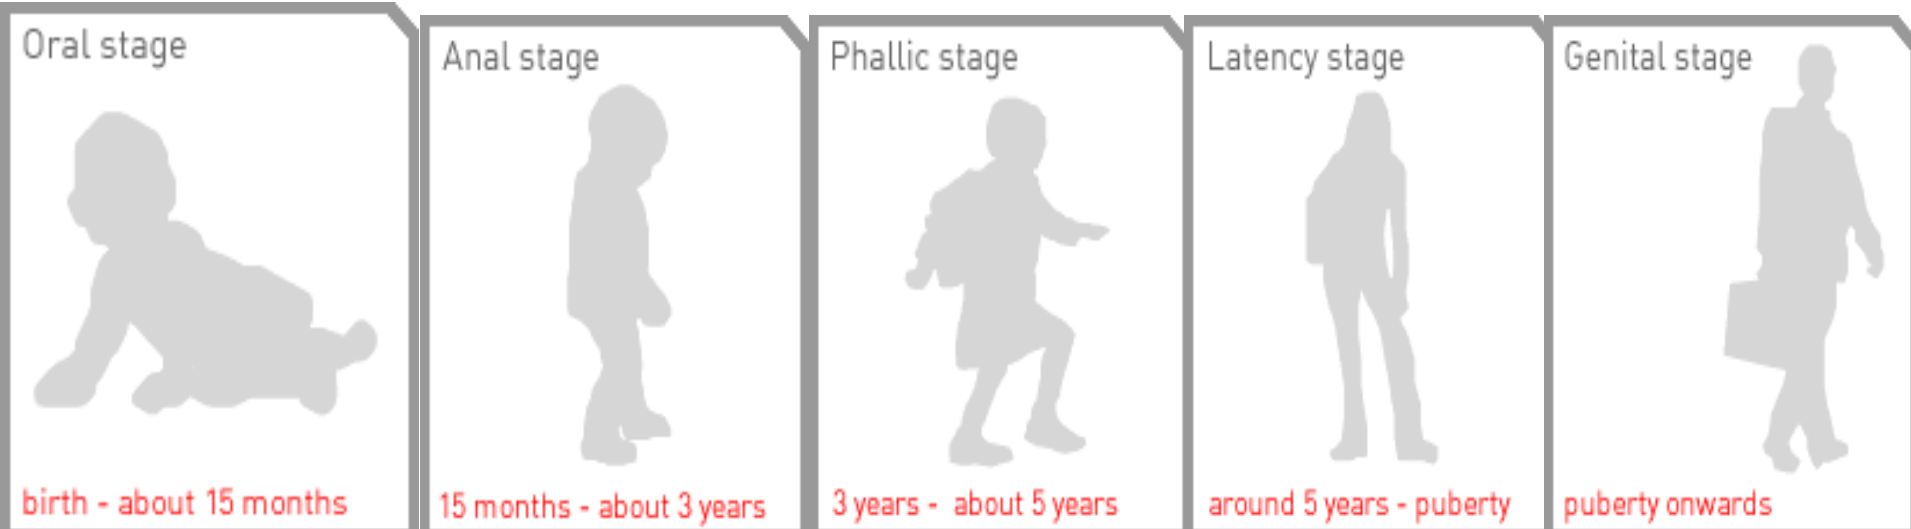 Oral stage
birth - about 15 months
Anal stage
15 months - about 3 years
Phallic stage
3 years - about 5 years
Latency stage
around 5 years - puberty
Genital stage
puberty onwards